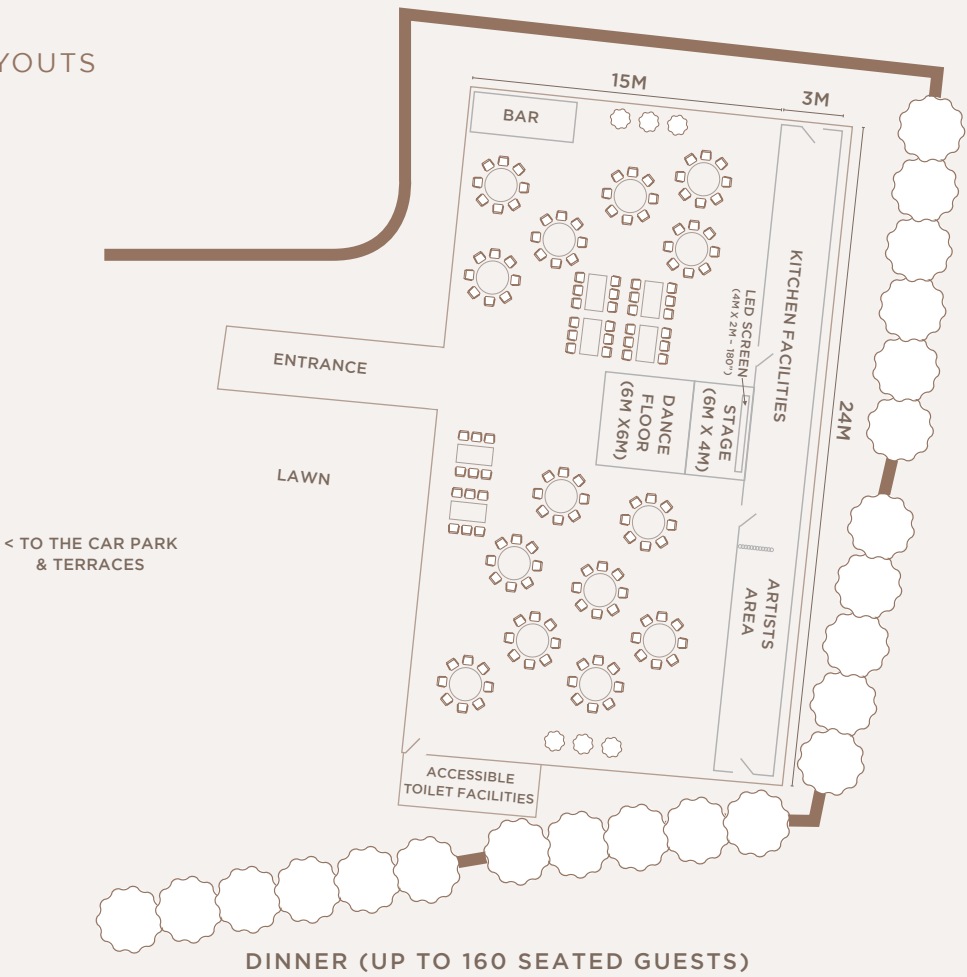 YOUTS
15M
3M
BAR
KITCHEN FACILITIES
LED SCREEN
(4M X 2M – 180")
ENTRANCE
DANCE
FLOOR
(6M X6M)
STAGE
(6M X 4M)
24M
LAWN
< TO THE CAR PARK
& TERRACES
ARTISTS
AREA
ACCESSIBLE
TOILET FACILITIES
DINNER (UP TO 160 SEATED GUESTS)